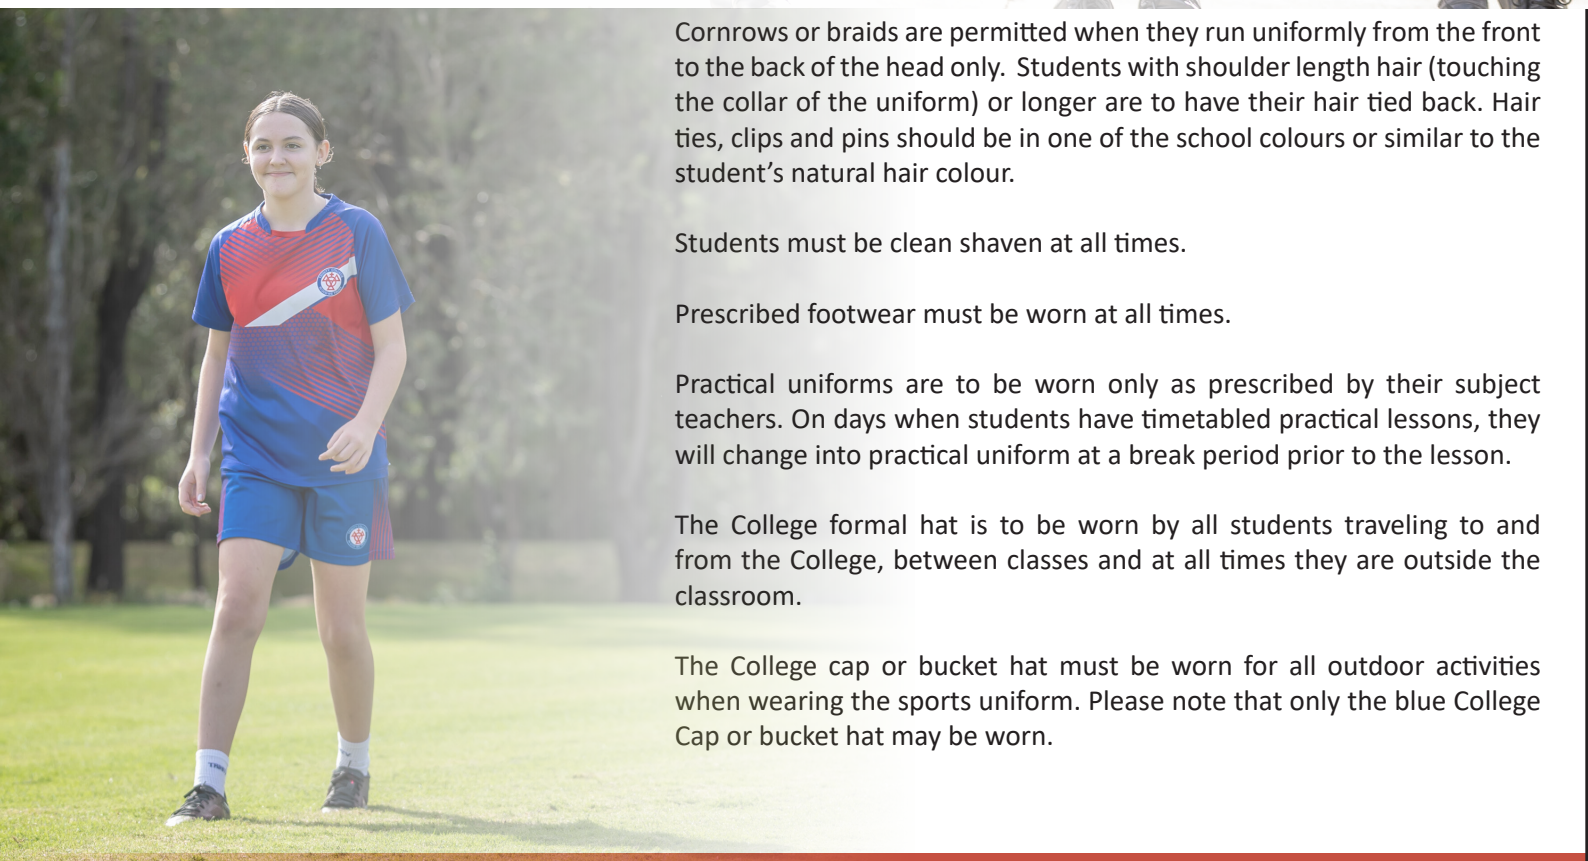 Cornrows or braids are permitted when they run uniformly from the front
to the back of the head only.  Students with shoulder length hair (touching
the collar of the uniform) or longer are to have their hair tied back. Hair
ties, clips and pins should be in one of the school colours or similar to the
student’s natural hair colour.
Students must be clean shaven at all times.
Prescribed footwear must be worn at all times.
Practical uniforms are to be worn only as prescribed by their subject
teachers. On days when students have timetabled practical lessons, they
will change into practical uniform at a break period prior to the lesson.
The College formal hat is to be worn by all students traveling to and
from the College, between classes and at all times they are outside the
classroom.
The College cap or bucket hat must be worn for all outdoor activities
when wearing the sports uniform. Please note that only the blue College
Cap or bucket hat may be worn.